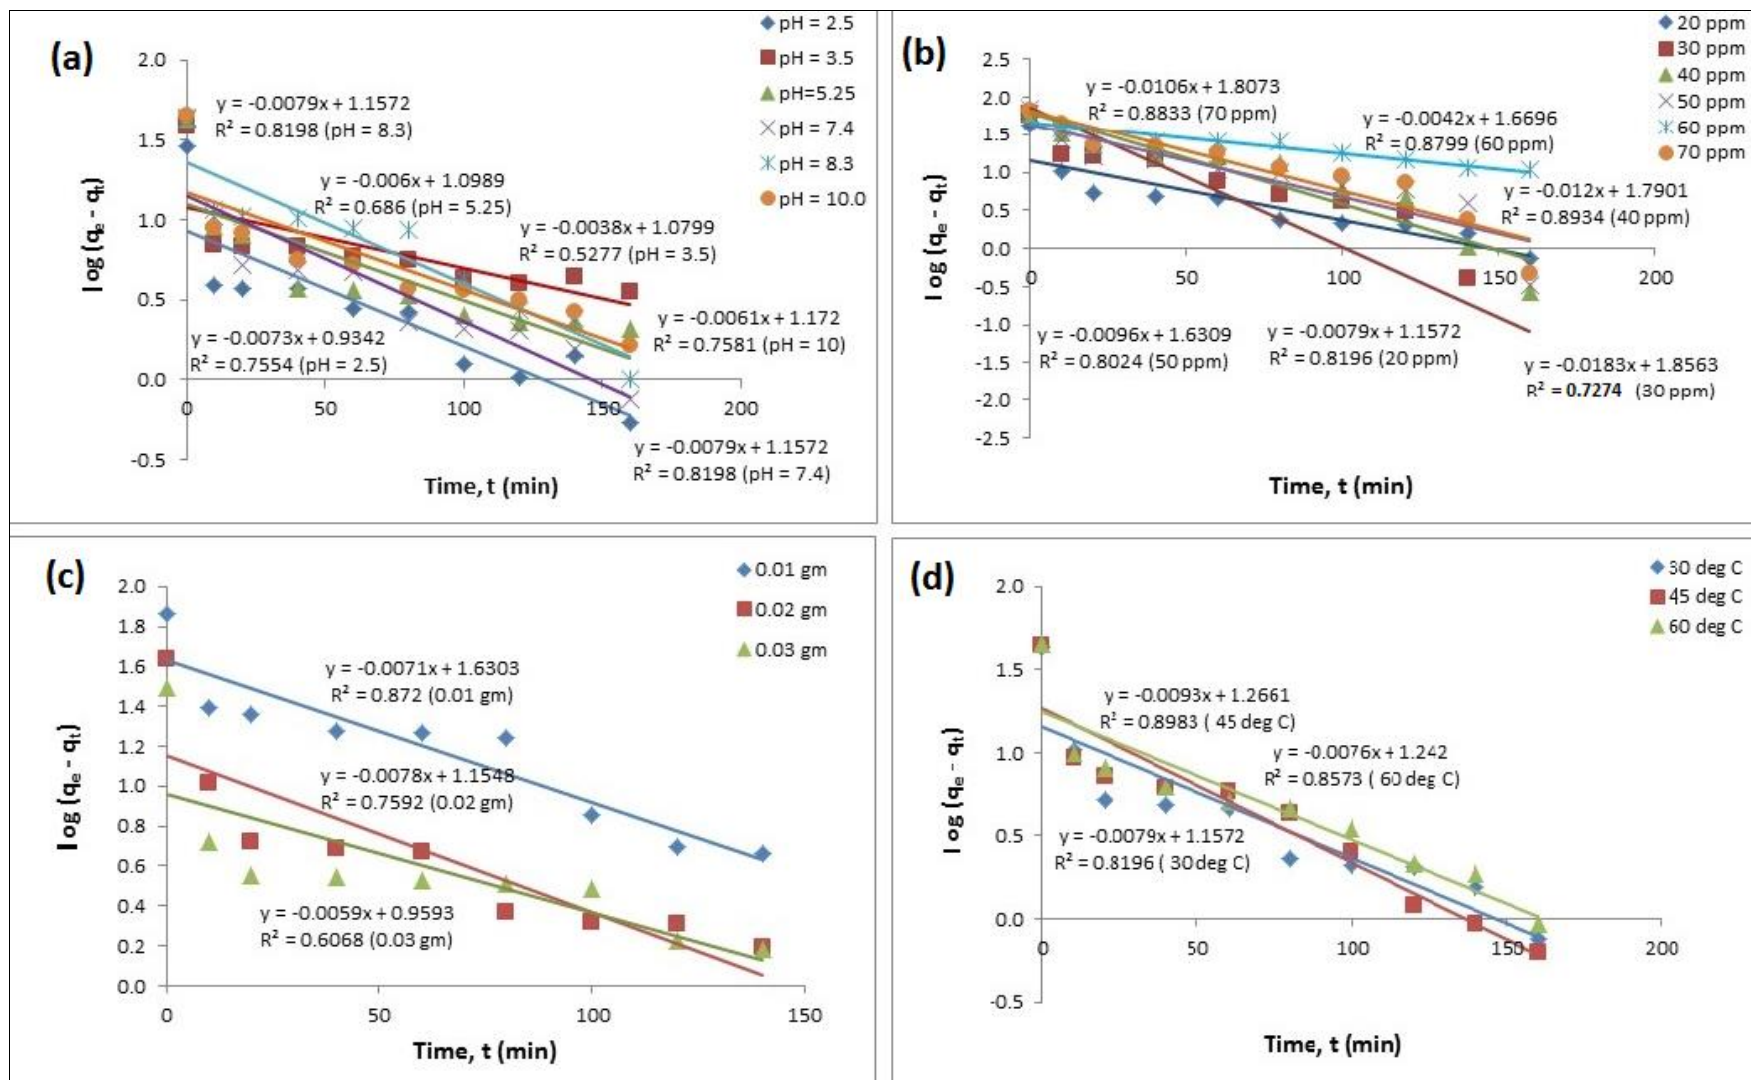 (a)
pH = 2.5
pH = 3.5
pH=5.25
pH = 7.4
pH = 8.3
pH = 10.0
2.0
1.5
1.0
0.5
0.0
-0.5
0
50
100
150
200
l og (qe - qt)
Time, t (min)
y = -0.0079x + 1.1572
R² = 0.8198 (pH = 8.3)
y = -0.006x + 1.0989
R² = 0.686 (pH = 5.25)
y = -0.0038x + 1.0799
R² = 0.5277 (pH = 3.5)
y = -0.0061x + 1.172
R² = 0.7581 (pH = 10)
y = -0.0073x + 0.9342
R² = 0.7554 (pH = 2.5)
y = -0.0079x + 1.1572
R² = 0.8198 (pH = 7.4)
(b)
20 ppm
30 ppm
40 ppm
50 ppm
60 ppm
70 ppm
2.5
2.0
1.5
1.0
0.5
0.0
-0.5
-1.0
-1.5
-2.0
-2.5
0
50
100
150
200
l og (qe - qt)
Time, t (min)
y = -0.0106x + 1.8073
R² = 0.8833 (70 ppm)
y = -0.0042x + 1.6696
R² = 0.8799 (60 ppm)
y = -0.012x + 1.7901
R² = 0.8934 (40 ppm)
y = -0.0096x + 1.6309
R² = 0.8024 (50 ppm)
y = -0.0079x + 1.1572
R² = 0.8196 (20 ppm)
y = -0.0183x + 1.8563
R² = 0.7274 (30 ppm)
(c)
0.01 gm
0.02 gm
0.03 gm
2.0
1.8
1.6
1.4
1.2
1.0
0.8
0.6
0.4
0.2
0.0
0
50
100
150
l og (qe - qt)
Time, t (min)
y = -0.0071x + 1.6303
R² = 0.872 (0.01 gm)
y = -0.0078x + 1.1548
R² = 0.7592 (0.02 gm)
y = -0.0059x + 0.9593
R² = 0.6068 (0.03 gm)
(d)
30 deg C
45 deg C
60 deg C
2.0
1.5
1.0
0.5
0.0
-0.5
0
50
100
150
200
l og (qe - qt)
Time, t (min)
y = -0.0093x + 1.2661
R² = 0.8983 ( 45 deg C)
y = -0.0076x + 1.242
R² = 0.8573 ( 60 deg C)
y = -0.0079x + 1.1572
R² = 0.8196 ( 30 deg C)